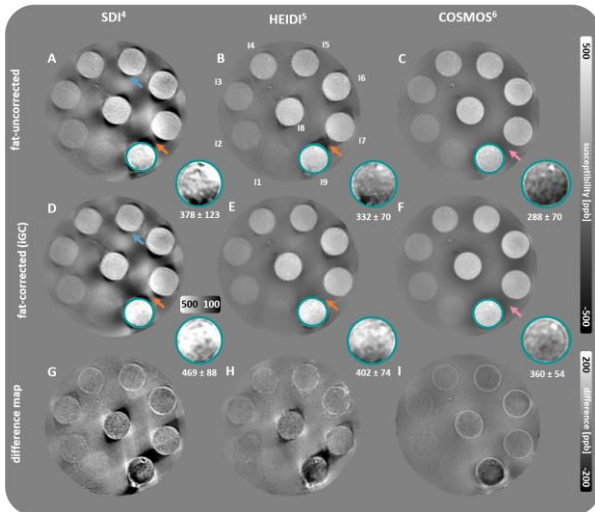 SDI⁴ HEIDI⁵ COSMOS⁶
fat-uncorrected
A B C
I4 I5
I3 I6
I8
I2 I7
I1 I9
378 ± 123 332 ± 70 288 ± 70
500
susceptibility [ppb]
-500
fat-corrected (iGC)
D E F
500 100
469 ± 88 402 ± 74 360 ± 54
difference map
G H I
200
difference [ppb]
-200